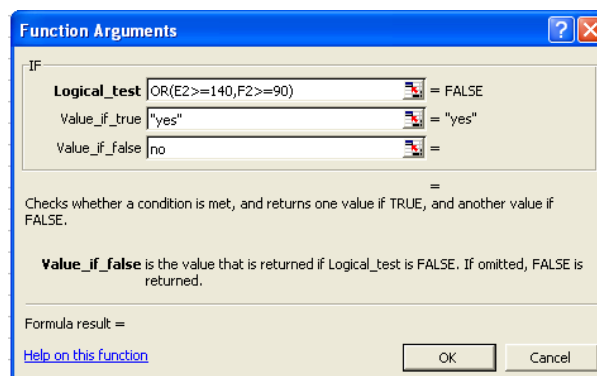 Function Arguments
IF
Logical_test OR(E2>=140,F2>=90) = FALSE
Value_if_true "yes" = "yes"
Value_if_false no =
=
Checks whether a condition is met, and returns one value if TRUE, and another value if
FALSE.
Value_if_false is the value that is returned if Logical_test is FALSE. If omitted, FALSE is
returned.
Formula result =
Help on this function OK Cancel